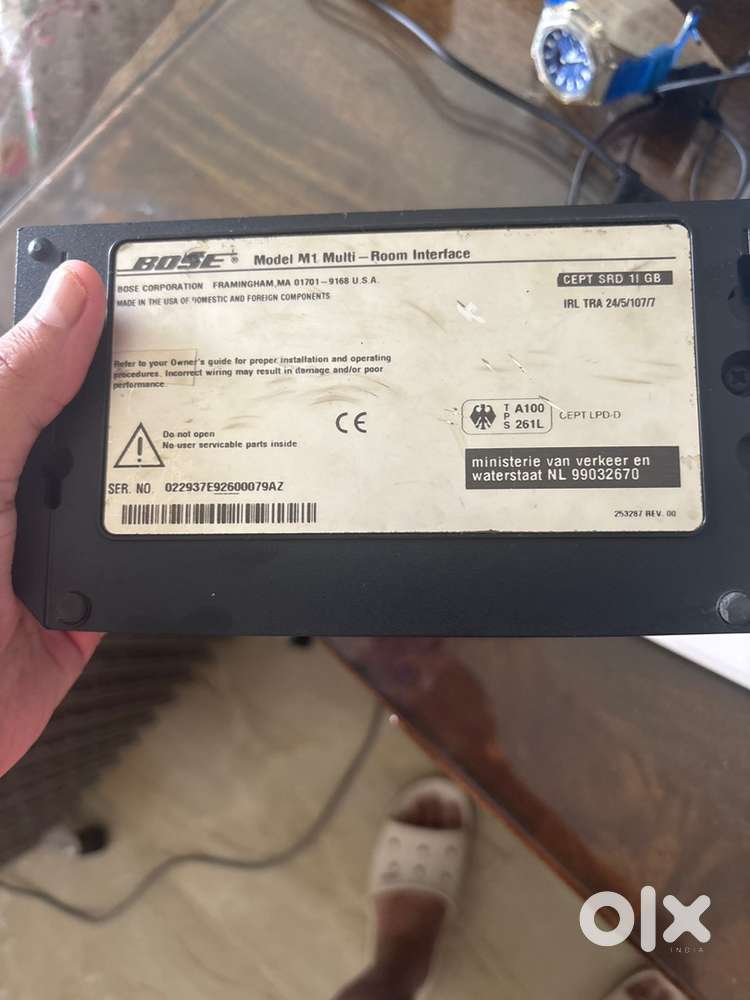 BOSE® Model M1 Multi-Room Interface
BOSE CORPORATION FRAMINGHAM, MA 01701-9168 U.S.A.
MADE IN THE USA OF DOMESTIC AND FOREIGN COMPONENTS
CEPT SRD 1I GB
IRL TRA 24/5/107/7
Refer to your Owner's guide for proper installation and operating
procedures. Incorrect wiring may result in damage and/or poor
performance.
Do not open
No user servicable parts inside
CE
T A100
P
S 261L
CEPT LPD-D
ministerie van verkeer en
waterstaat NL 99032670
SER. NO. 022937E92600079AZ
253287 REV. 00
olx
INDIA